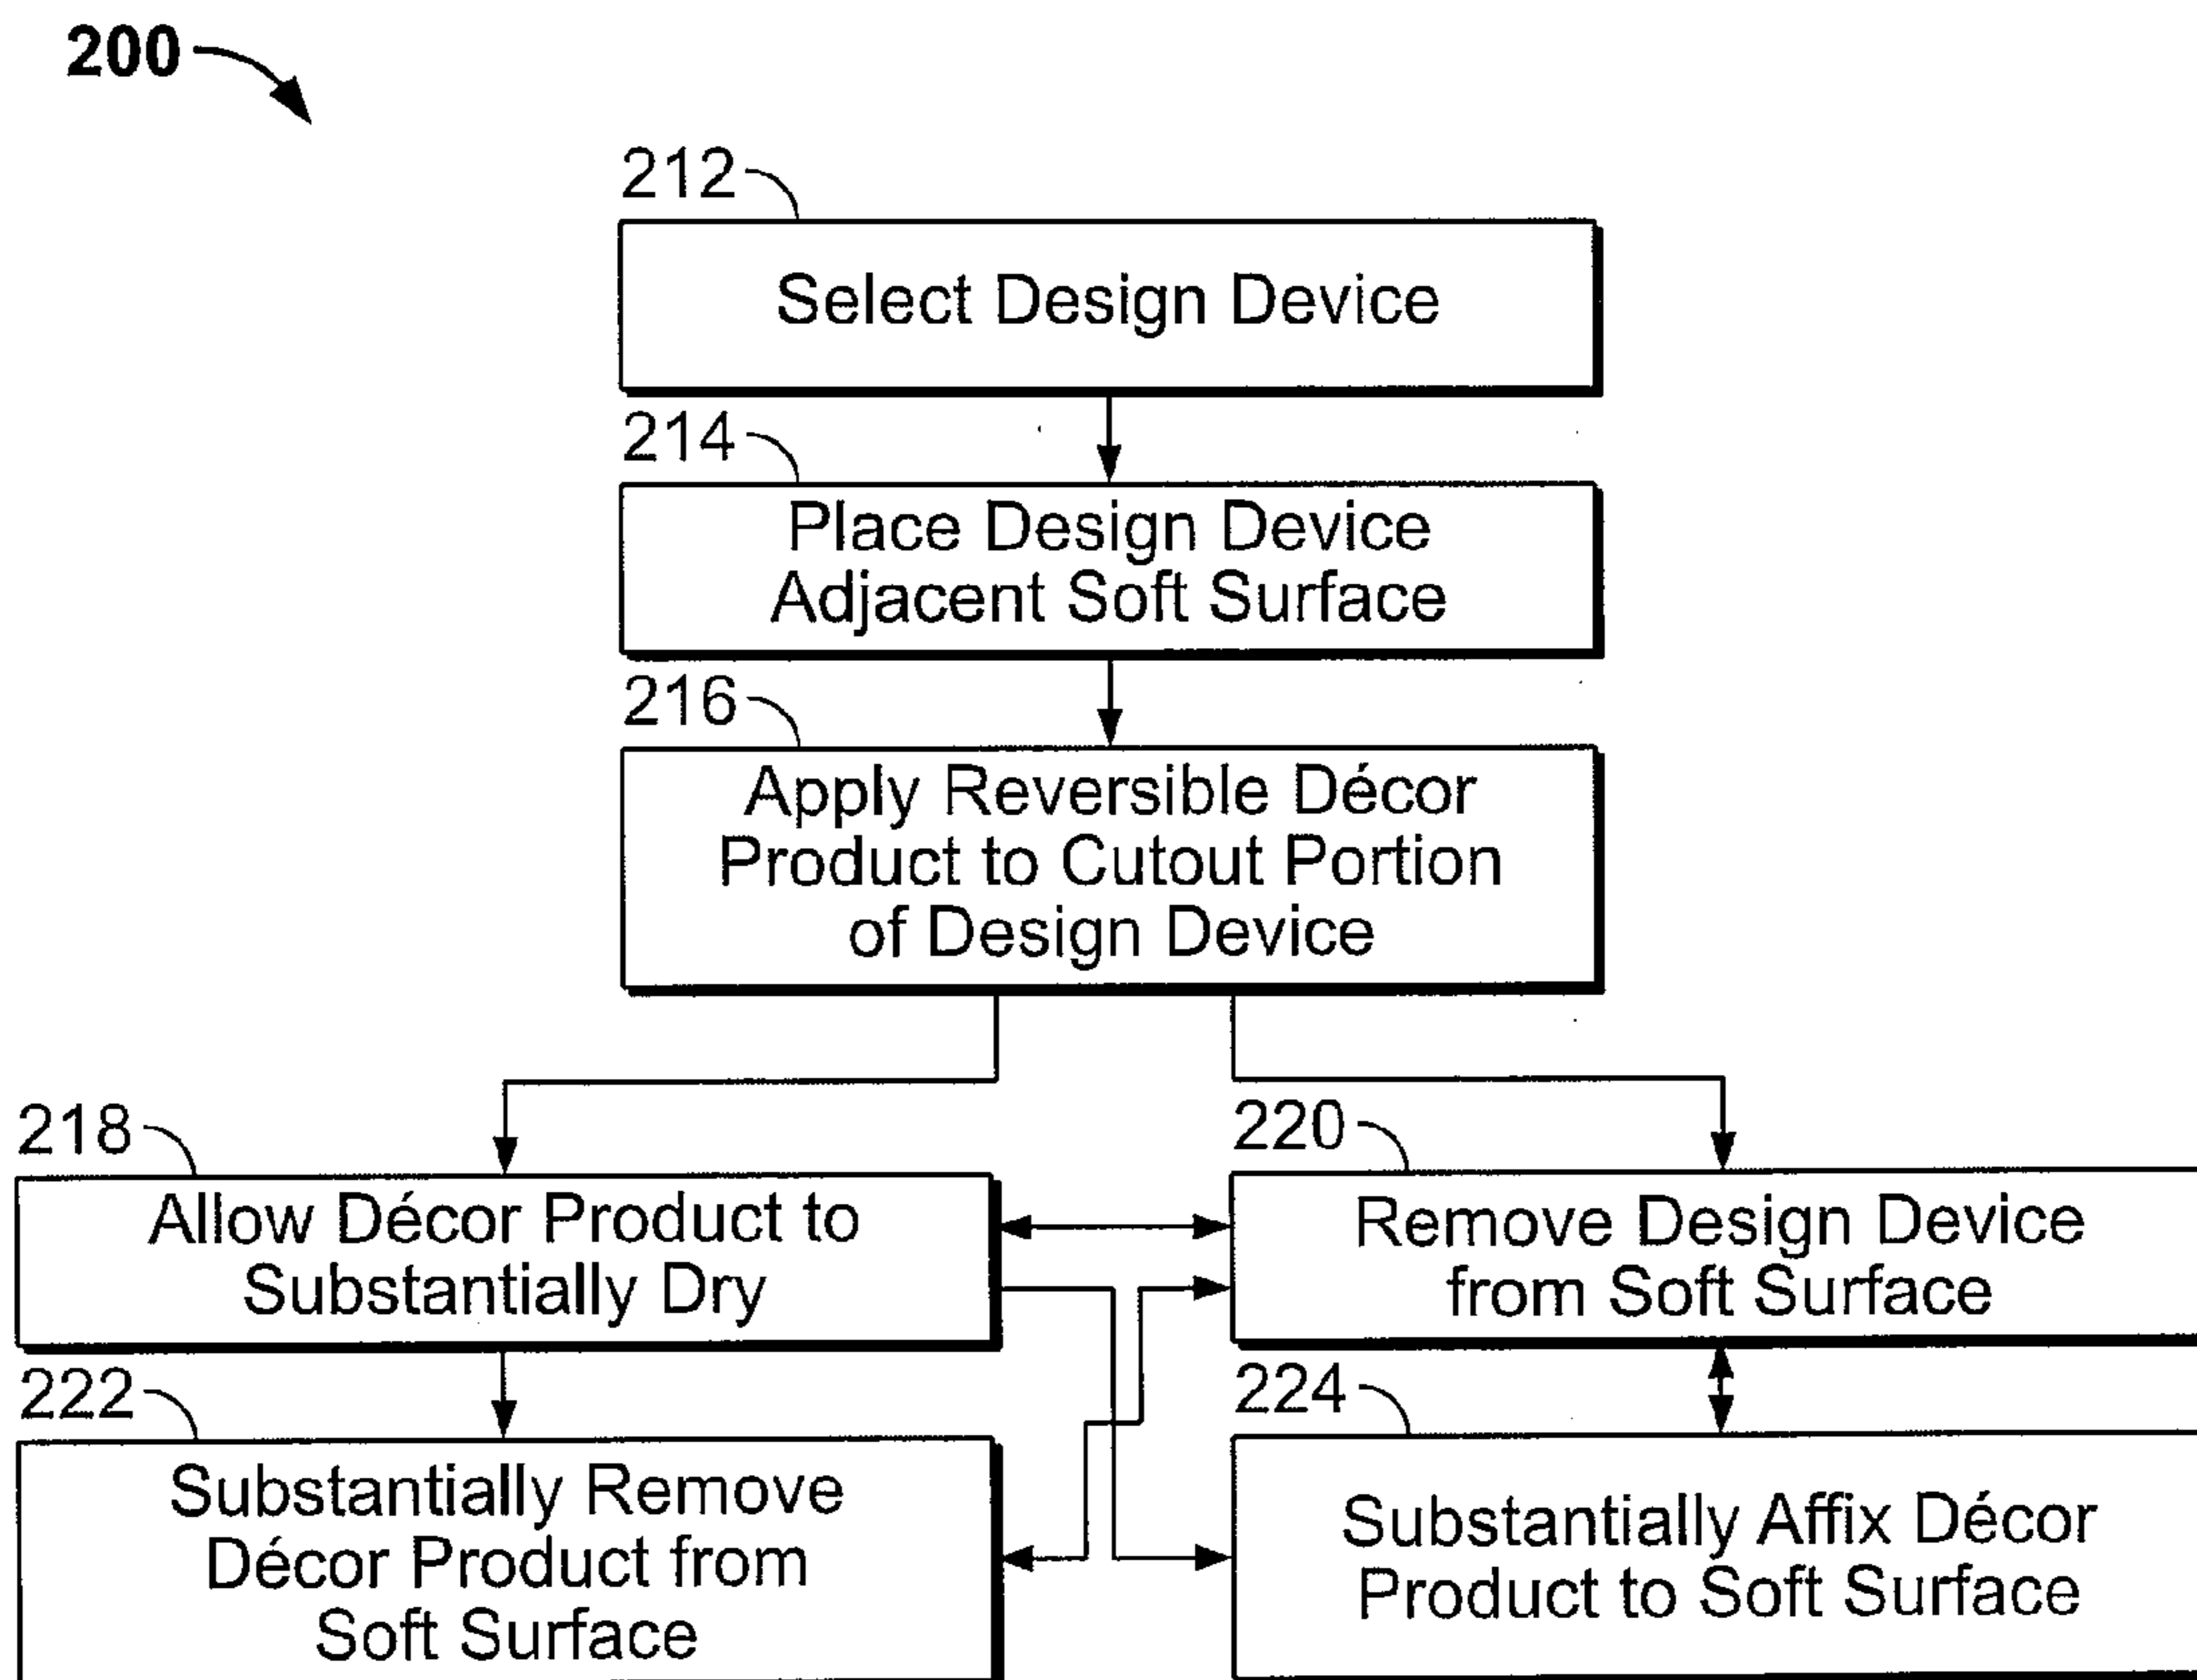 200
212
Select Design Device
214
Place Design Device
Adjacent Soft Surface
216
Apply Reversible Décor
Product to Cutout Portion
of Design Device
218
Allow Décor Product to
Substantially Dry
220
Remove Design Device
from Soft Surface
222
Substantially Remove
Décor Product from
Soft Surface
224
Substantially Affix Décor
Product to Soft Surface